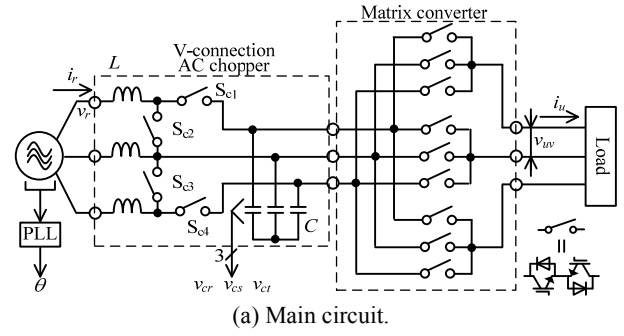 Matrix converter
V-connection
AC chopper
L
i_r
v_r
S_c1
S_c2
S_c3
S_c4
C
3
i_u
v_uv
Load
PLL
θ
v_cr v_cs v_ct
(a) Main circuit.